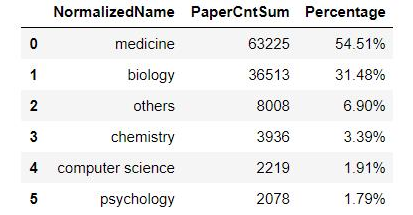 NormalizedName PaperCntSum Percentage
0 medicine 63225 54.51%
1 biology 36513 31.48%
2 others 8008 6.90%
3 chemistry 3936 3.39%
4 computer science 2219 1.91%
5 psychology 2078 1.79%